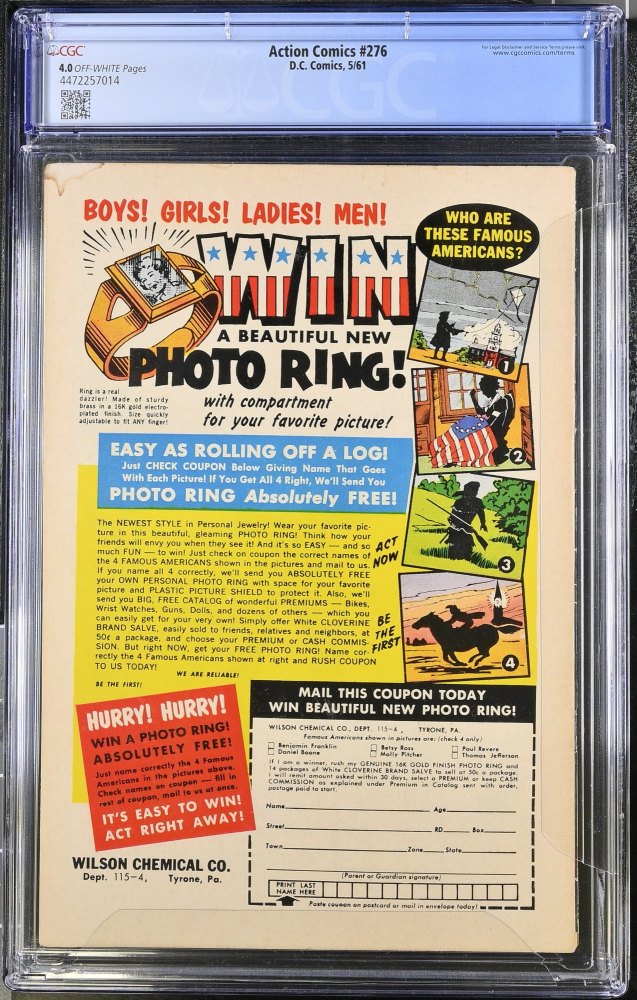 CGC
4.0 OFF-WHITE Pages
4472257014
Action Comics #276
D.C. Comics, 5/61
For Legal Disclaimer and Service Terms please visit:
www.cgccomics.com/terms
CGC
BOYS! GIRLS! LADIES! MEN!
WIN
A BEAUTIFUL NEW
PHOTO RING!
with compartment
for your favorite picture!
Ring is a real
dazzler! Made of sturdy
brass in a 16K gold electro-
plated finish. Size quickly
adjustable to fit ANY finger!
WHO ARE
THESE FAMOUS
AMERICANS?
1
2
3
4
EASY AS ROLLING OFF A LOG!
Just CHECK COUPON Below Giving Name That Goes
With Each Picture! If You Get All 4 Right, We'll Send You
PHOTO RING Absolutely FREE!
The NEWEST STYLE in Personal Jewelry! Wear your favorite pic-
ture in this beautiful, gleaming PHOTO RING! Think how your
friends will envy you when they see it! And it's so EASY — and so
much FUN — to win! Just check on coupon the correct names of
the 4 FAMOUS AMERICANS shown in the pictures and mail to us.
If you name all 4 correctly, we'll send you ABSOLUTELY FREE
your OWN PERSONAL PHOTO RING with space for your favorite
picture and PLASTIC PICTURE SHIELD to protect it. Also, we'll
send you BIG, FREE CATALOG of wonderful PREMIUMS — Bikes,
Wrist Watches, Guns, Dolls, and dozens of others — which you
can easily get for your very own! Simply offer White CLOVERINE
BRAND SALVE, easily sold to friends, relatives and neighbors, at
50¢ a package, and choose your PREMIUM or CASH COMMIS-
SION. But right NOW, get your FREE PHOTO RING! Name cor-
rectly the 4 Famous Americans shown at right and RUSH COUPON
TO US TODAY!
WE ARE RELIABLE!
BE THE FIRST!
ACT
NOW
BE
THE
FIRST
HURRY! HURRY!
WIN A PHOTO RING!
ABSOLUTELY FREE!
Just name correctly the 4 Famous
Americans in the pictures above.
Check names on coupon — fill in
rest of coupon, mail to us at once.
IT'S EASY TO WIN!
ACT RIGHT AWAY!
WILSON CHEMICAL CO.
Dept. 115-4, Tyrone, Pa.
MAIL THIS COUPON TODAY
WIN BEAUTIFUL NEW PHOTO RING!
WILSON CHEMICAL CO., DEPT. 115-4, TYRONE, PA.
Famous Americans shown in pictures are: (check 4 only)
Benjamin Franklin Betsy Ross Paul Revere
Daniel Boone Molly Pitcher Thomas Jefferson
If I am a winner, rush my GENUINE 16K GOLD FINISH PHOTO RING and
14 packages of White CLOVERINE BRAND SALVE to sell at 50c a package.
I will remit amount asked within 30 days, select a PREMIUM or keep CASH
COMMISSION as explained under Premium in Catalog sent with order,
postage paid to start.
Name Age
Street RD Box
Town Zone State
(Parent or Guardian signature)
PRINT LAST
NAME HERE
Paste coupon on postcard or mail in envelope today!